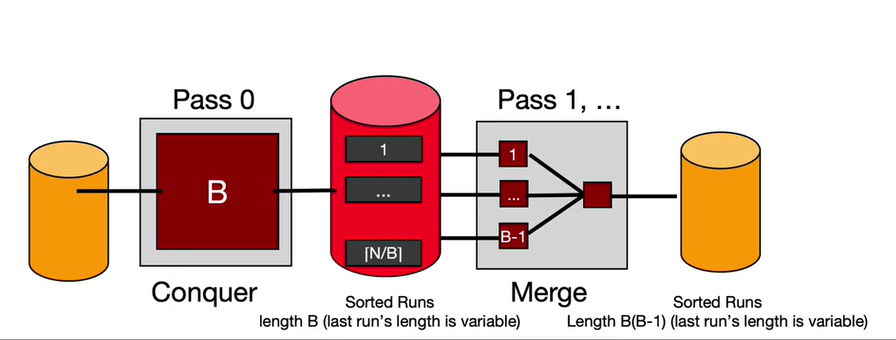 Pass 0
Pass 1, …
B
1
...
⌈N/B⌉
1
...
B-1
Conquer
Merge
Sorted Runs
length B (last run's length is variable)
Sorted Runs
Length B(B-1) (last run's length is variable)